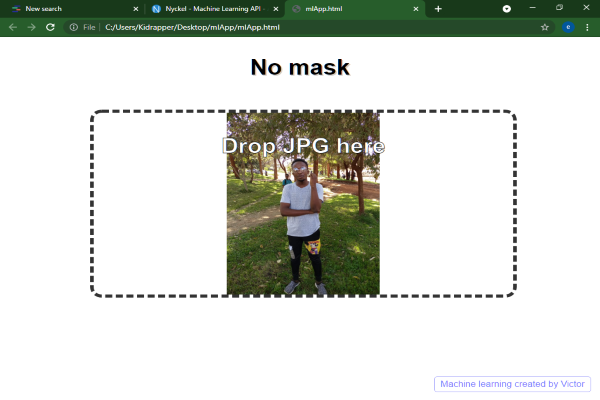 New search
Nyckel - Machine Learning API -
mlApp.html
File
C:/Users/Kidrapper/Desktop/mlApp/mlApp.html
e
No mask
Drop JPG here
Machine learning created by Victor